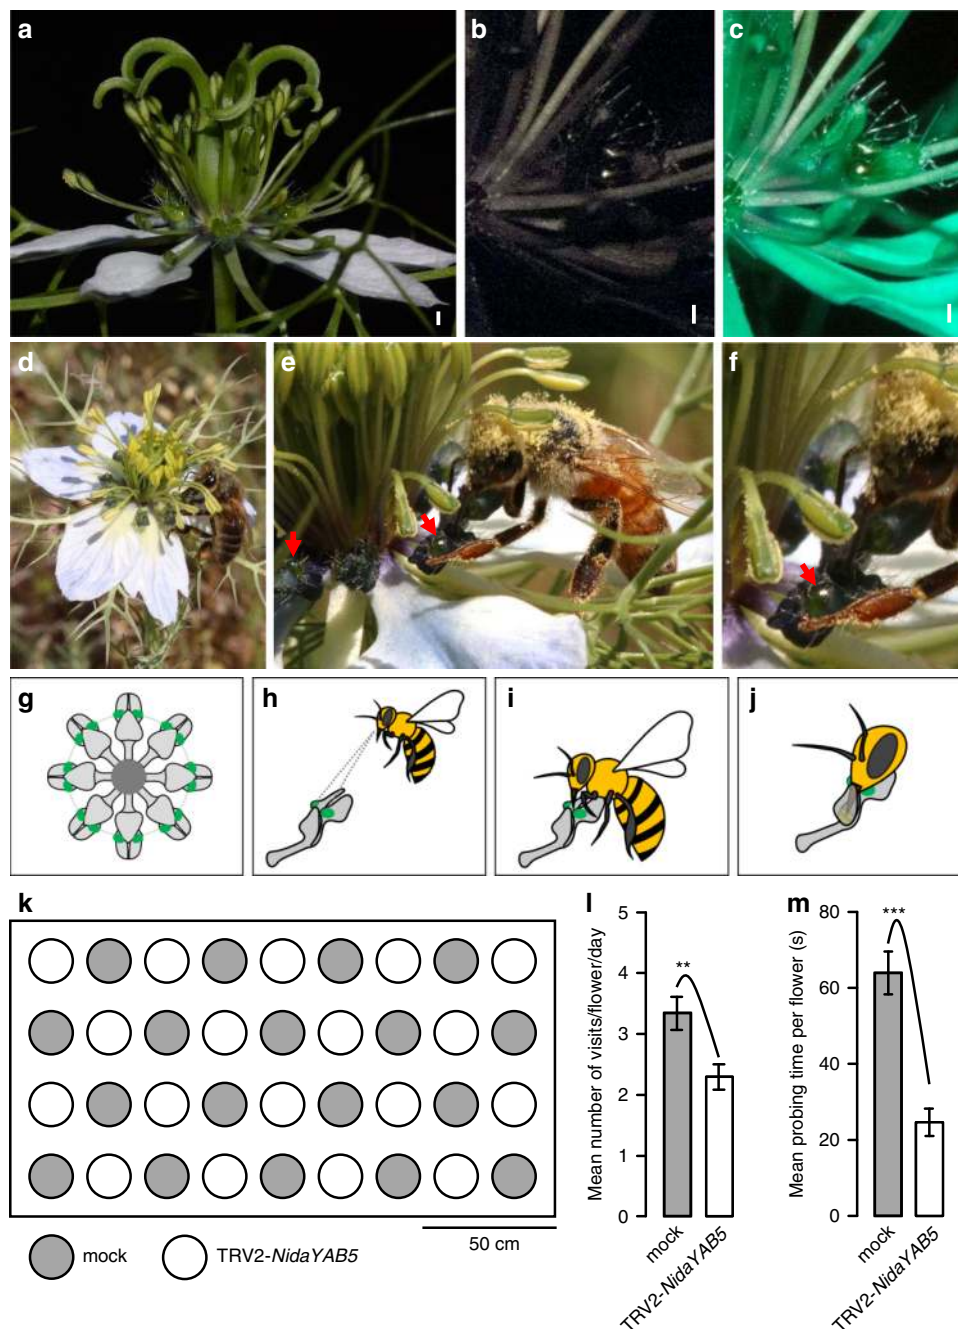 a
b
c
d
e
f
g
h
i
j
k
mock
TRV2-NidaYAB5
50 cm
l
Mean number of visits/flower/day
5
4
3
2
1
0
**
mock
TRV2-NidaYAB5
m
Mean probing time per flower (s)
80
60
40
20
0
***
mock
TRV2-NidaYAB5